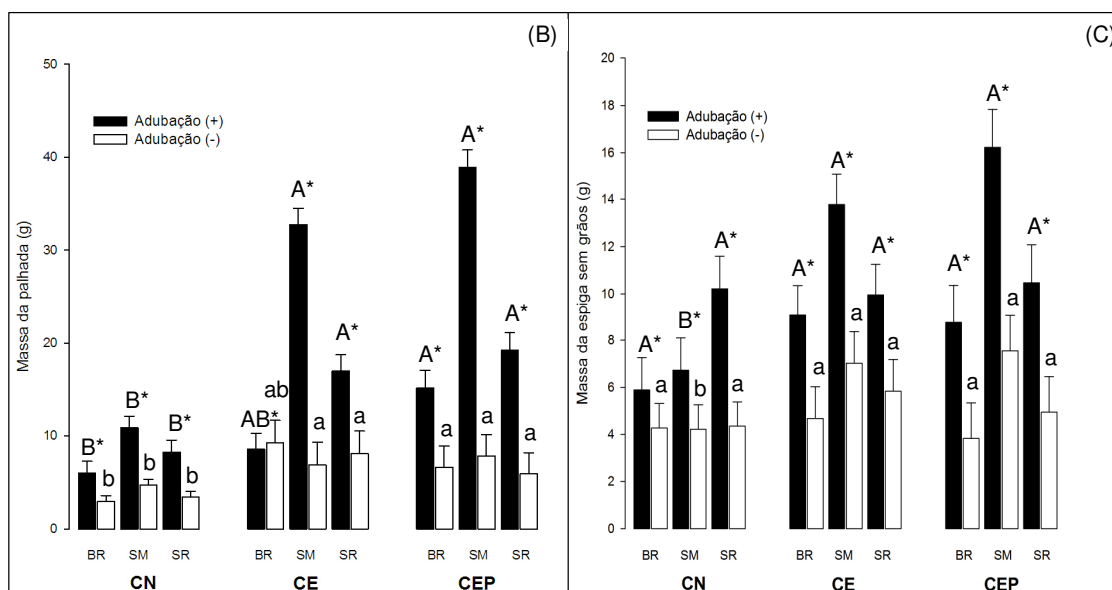 (B)
50
40
30
20
10
0
Massa da palhada (g)
Adubação (+)
Adubação (-)
B*
b
B*
b
B*
b
AB*
ab
A*
a
A*
a
A*
a
A*
a
A*
a
BR SM SR BR SM SR BR SM SR
CN CE CEP
(C)
20
18
16
14
12
10
8
6
4
2
0
Massa da espiga sem grãos (g)
Adubação (+)
Adubação (-)
A*
a
B*
b
A*
a
A*
a
A*
a
A*
a
A*
a
A*
a
A*
a
BR SM SR BR SM SR BR SM SR
CN CE CEP